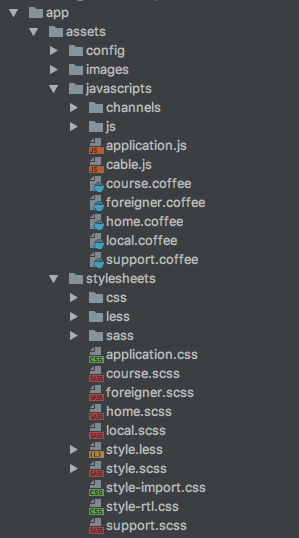 app
assets
config
images
javascripts
channels
js
application.js
cable.js
course.coffee
foreigner.coffee
home.coffee
local.coffee
support.coffee
stylesheets
css
less
sass
application.css
course.scss
foreigner.scss
home.scss
local.scss
style.less
style.scss
style-import.css
style-rtl.css
support.scss